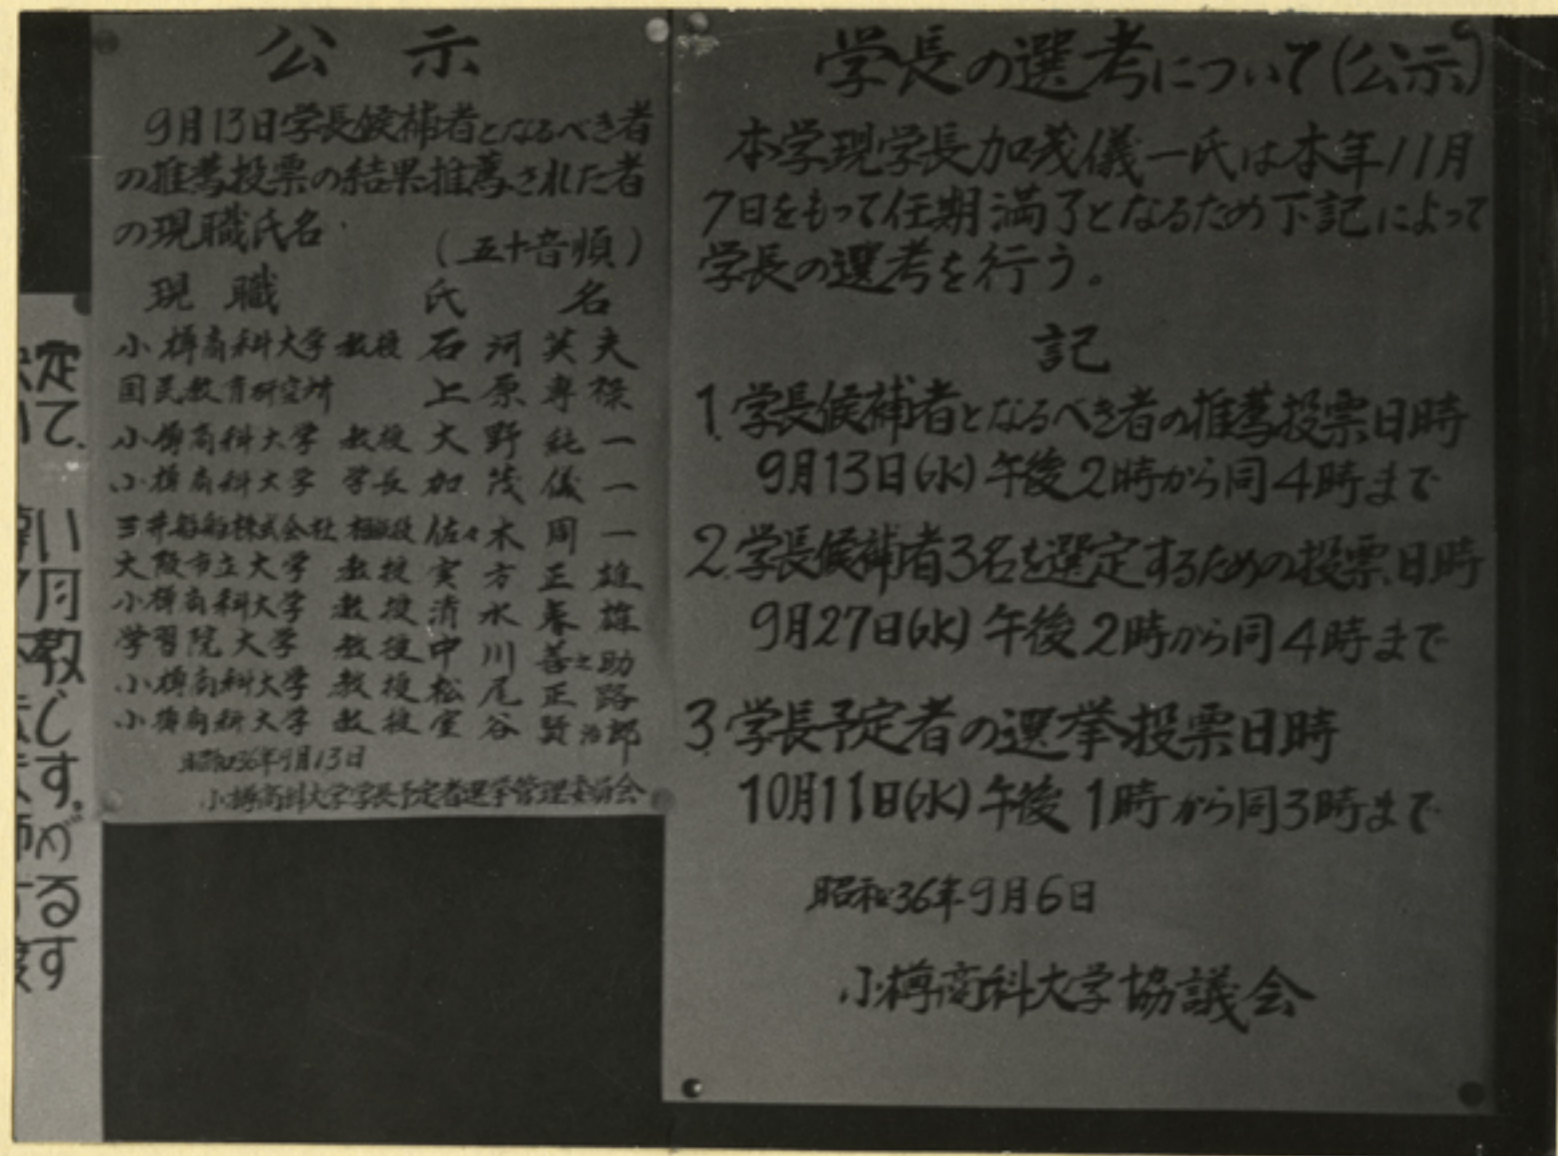 公示
9月13日学長候補者となるべき者
の推薦投票の結果推薦された者
の現職氏名
(五十音順)
現職 氏名
小樽商科大学 教授 石河英夫
国民教育研究所 上原専祿
小樽商科大学 教授 大野純一
小樽商科大学 学長 加茂儀一
三井船舶株式会社 相談役 佐々木周一
大阪市立大学 教授 実方正雄
小樽商科大学 教授 清水春雄
学習院大学 教授 中川善之助
小樽商科大学 教授 松尾正路
小樽商科大学 教授 室谷賢治郎
昭和36年9月13日
小樽商科大学学長予定者選挙管理委員会
学長の選考について(公示)
本学現学長加茂儀一氏は本年11月
7日をもって任期満了となるため下記によって
学長の選考を行う。
記
1. 学長候補者となるべき者の推薦投票日時
9月13日(水)午後2時から同4時まで
2. 学長候補者3名を選定するための投票日時
9月27日(水)午後2時から同4時まで
3. 学長予定者の選挙投票日時
10月11日(水)午後1時から同3時まで
昭和36年9月6日
小樽商科大学協議会